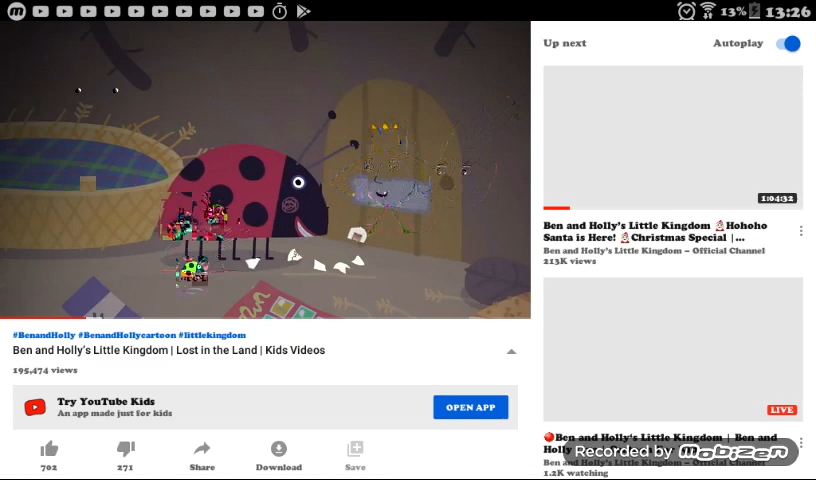 13%
13:26
Up next
Autoplay
1:04:32
Ben and Holly's Little Kingdom 🎅Hohoho
Santa is Here! 🎅Christmas Special |...
Ben and Holly's Little Kingdom – Official Channel
213K views
#BenandHolly #BenandHollycartoon #littlekingdom
Ben and Holly's Little Kingdom | Lost in the Land | Kids Videos
195,474 views
Try YouTube Kids
An app made just for kids
OPEN APP
702
271
Share
Download
Save
LIVE
🔴Ben and Holly's Little Kingdom | Ben and
Holly
Ben and Holly's Little Kingdom – Official Channel
1.2K watching
Recorded by Mobizen